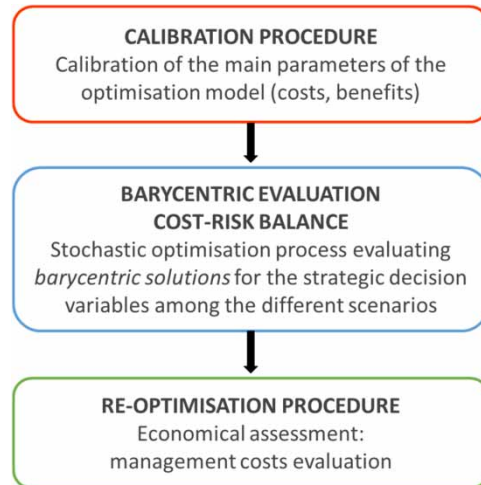 CALIBRATION PROCEDURE
Calibration of the main parameters of the
optimisation model (costs, benefits)
BARYCENTRIC EVALUATION
COST-RISK BALANCE
Stochastic optimisation process evaluating
barycentric solutions for the strategic decision
variables among the different scenarios
RE-OPTIMISATION PROCEDURE
Economical assessment:
management costs evaluation